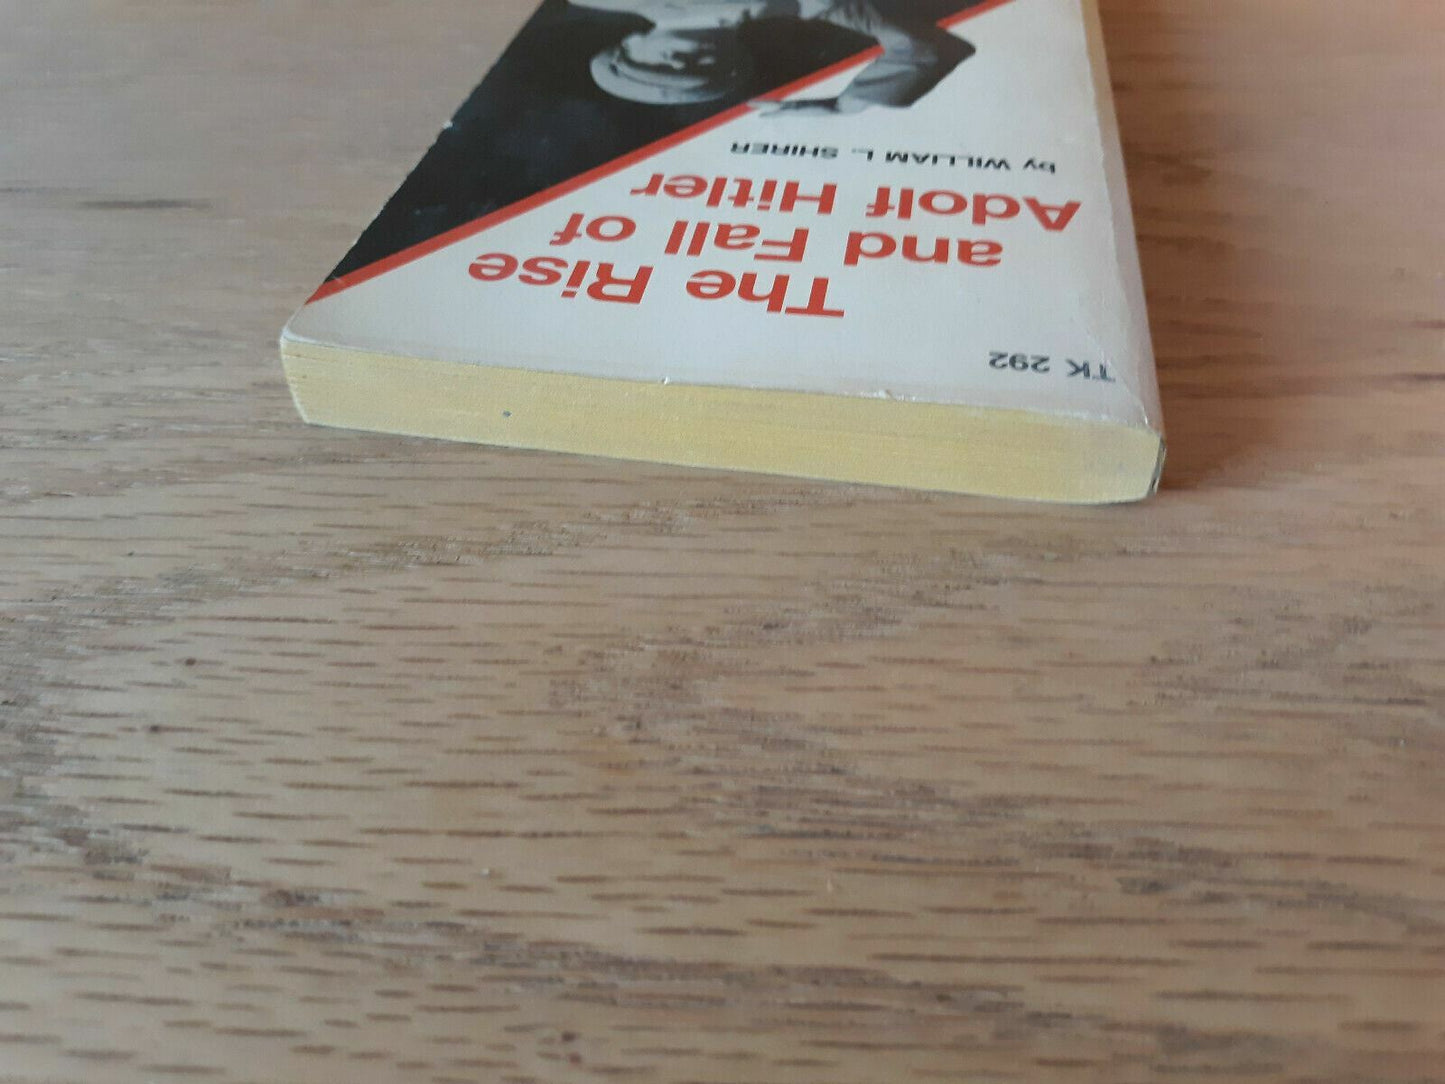 TK 292
The Rise
and Fall of
Adolf Hitler
by WILLIAM L. SHIRER